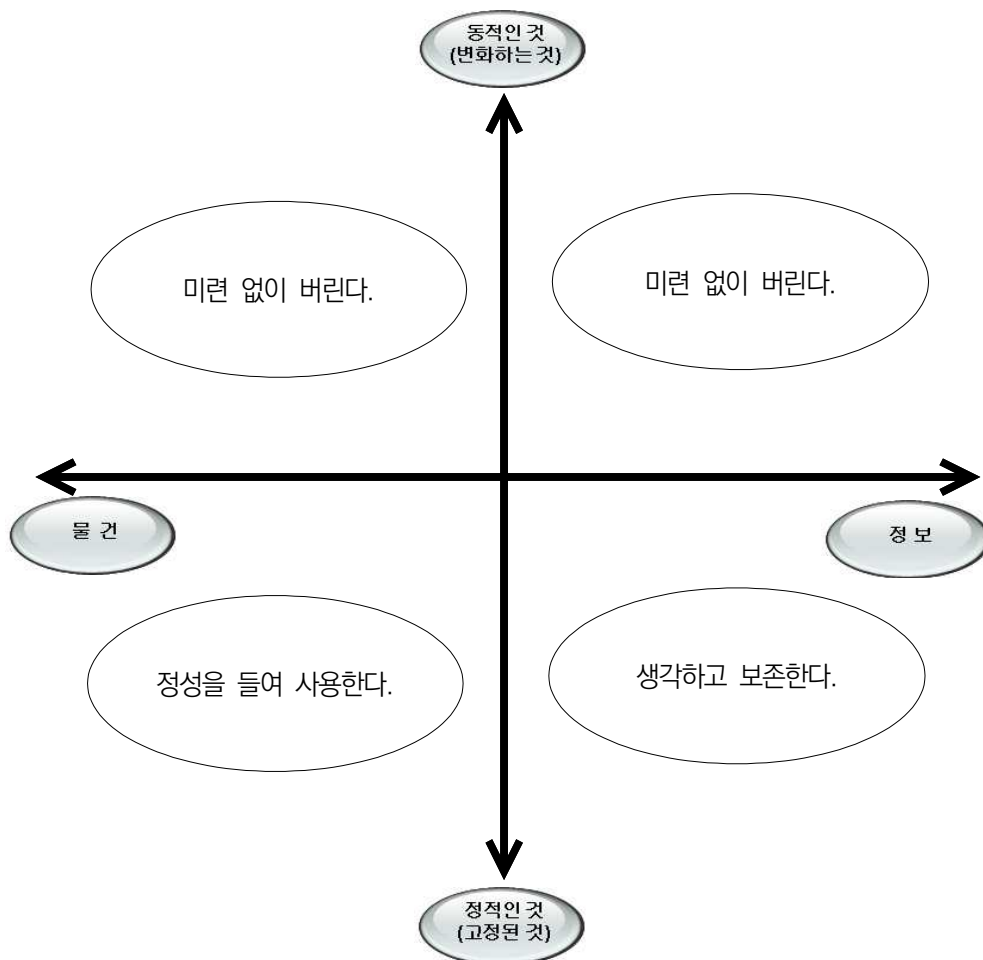 동적인 것
(변화하는 것)
미련 없이 버린다.
미련 없이 버린다.
물 건
정 보
정성을 들여 사용한다.
생각하고 보존한다.
정적인 것
(고정된 것)